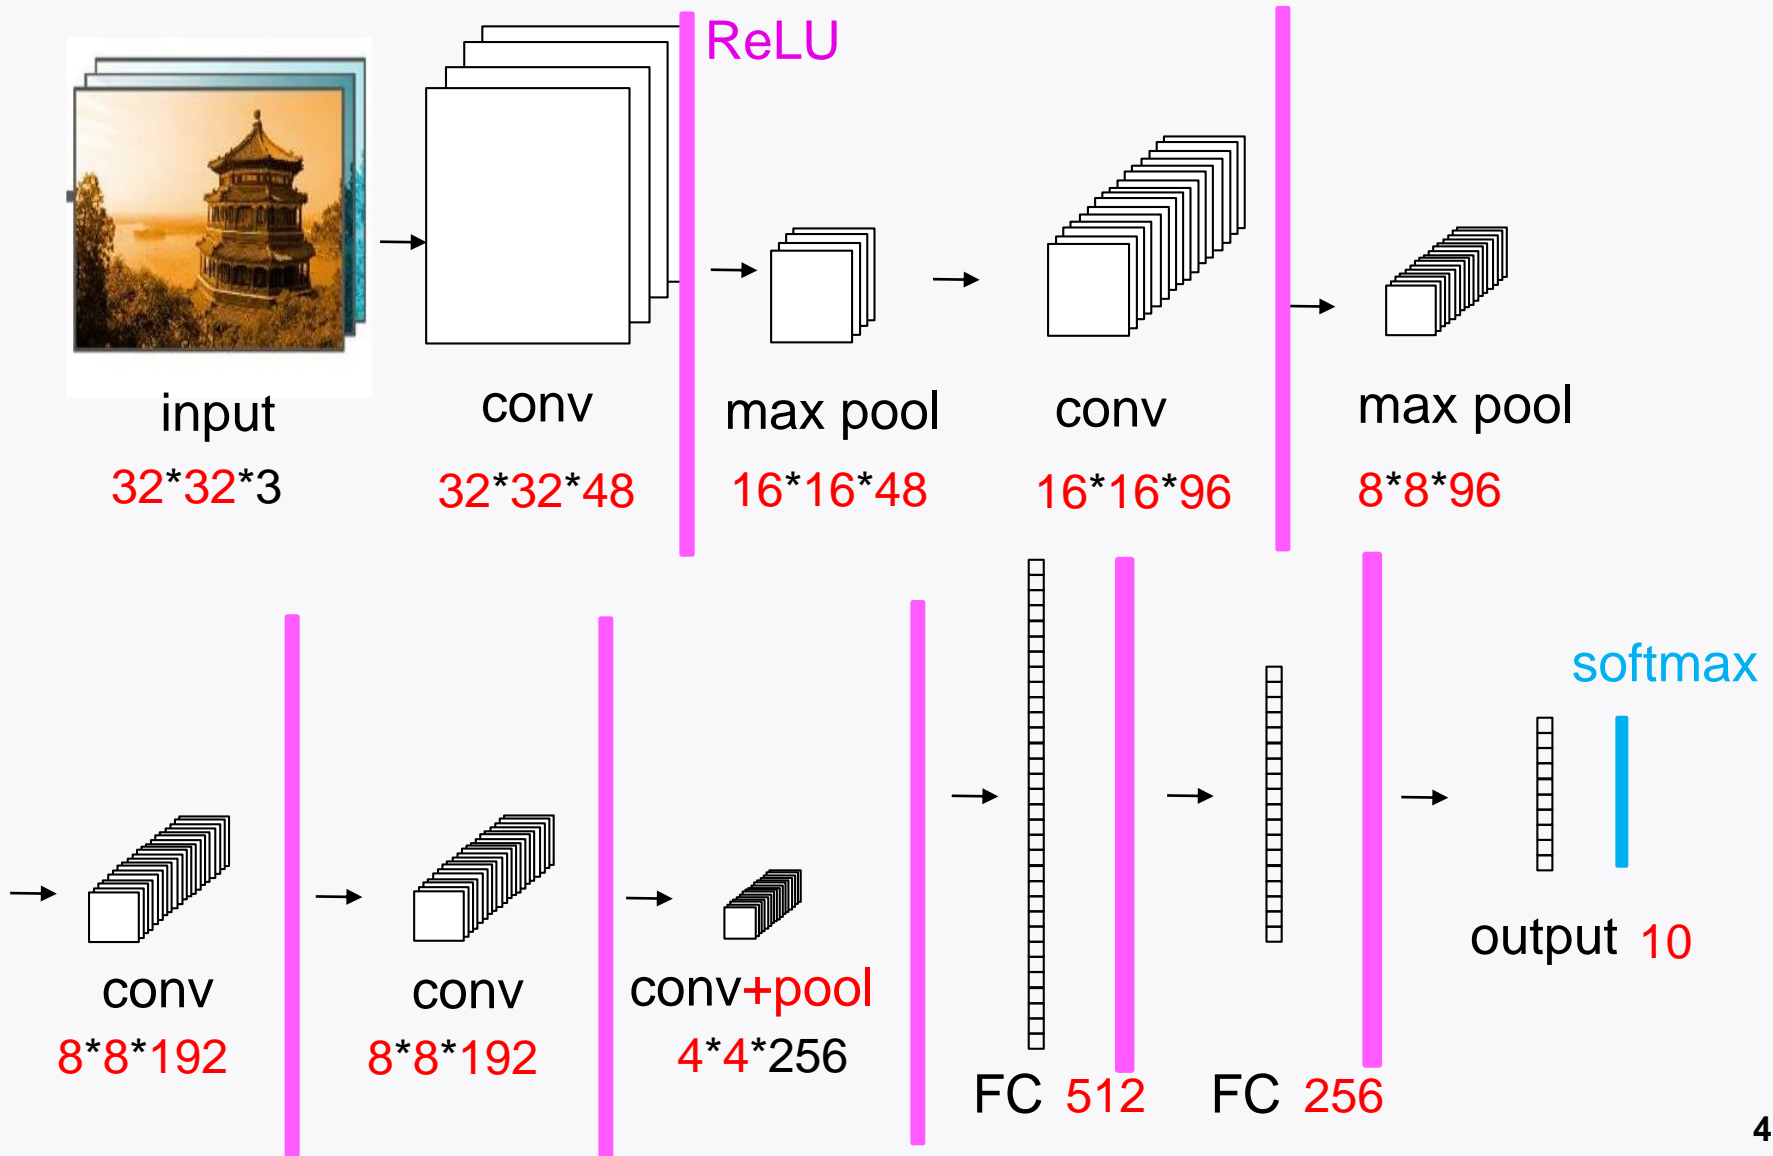 ReLU
input
conv
max pool
conv
max pool
32*32*3
32*32*48
16*16*48
16*16*96
8*8*96
softmax
conv
conv
conv+pool
output 10
8*8*192
8*8*192
4*4*256
FC 512
FC 256
4